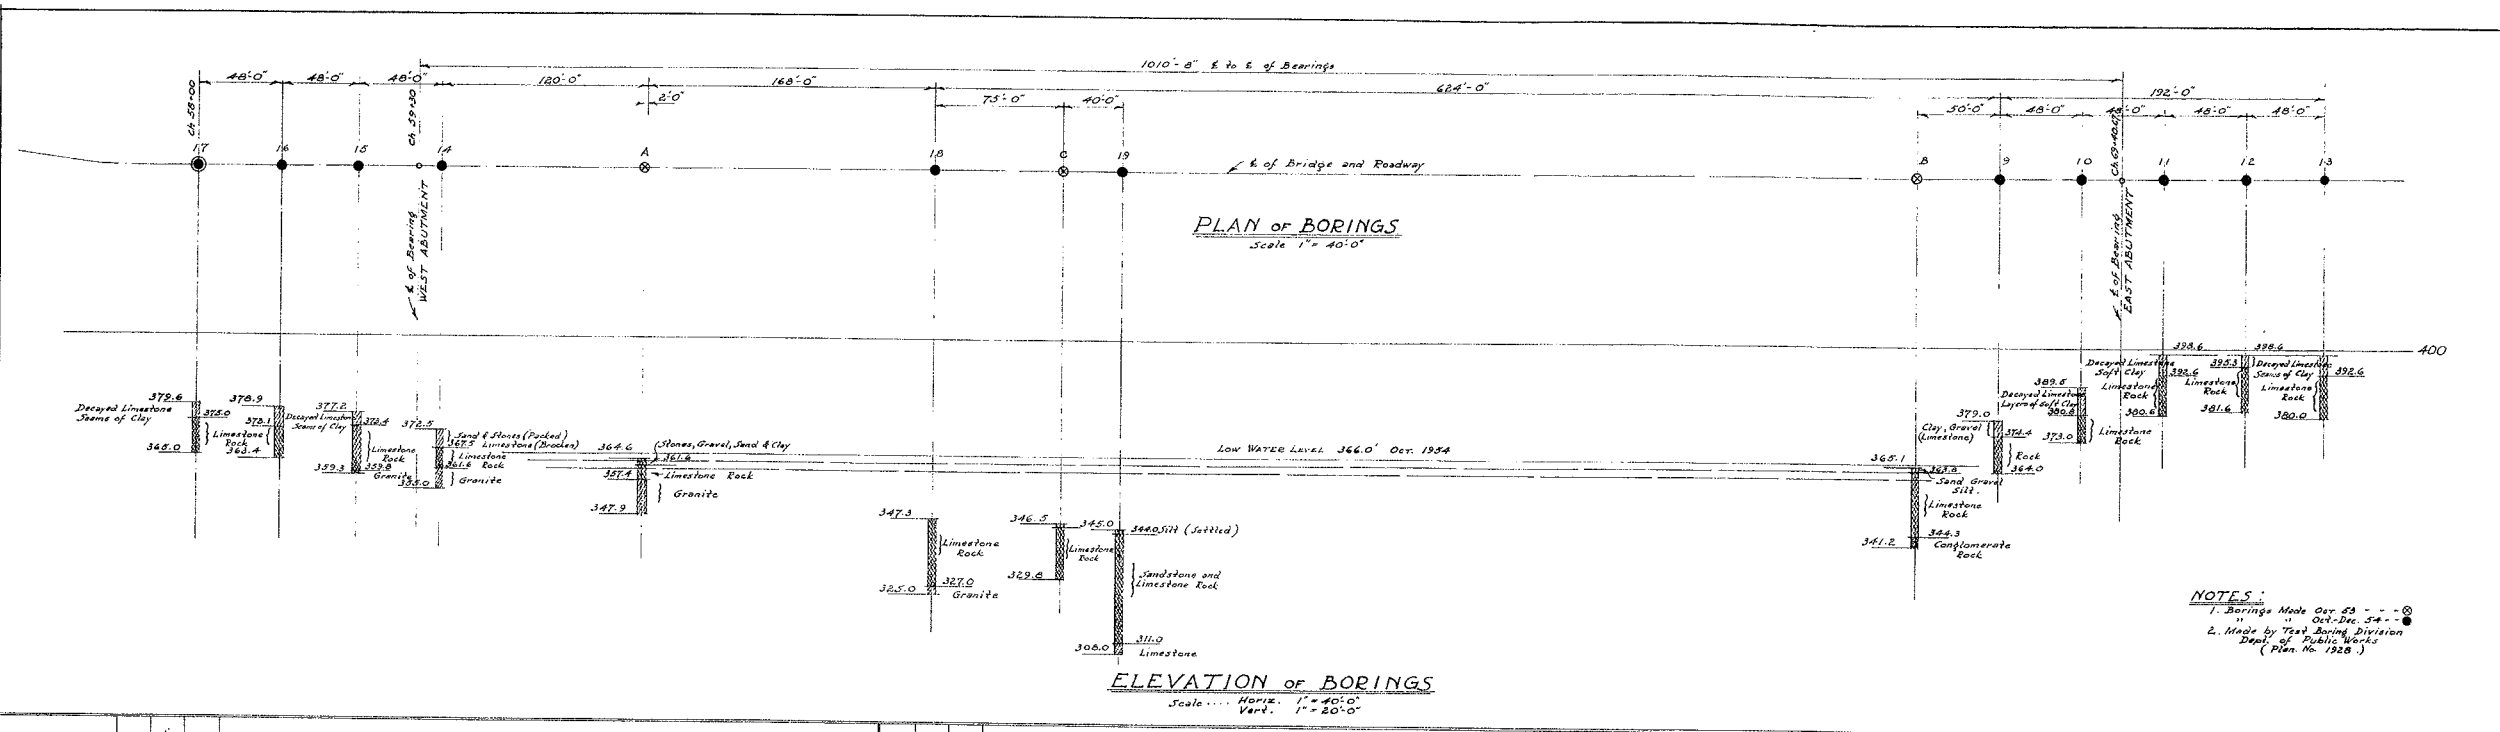 1010'-8" ℄ to ℄ of Bearings
48'-0" 48'-0" 48'-0" 120'-0" 168'-0" 624'-0" 192'-0"
2'-0" 75'-0" 40'-0" 50'-0" 48'-0" 48'-0" 48'-0" 48'-0"
Ch 58+00
Ch 59+30
17 16 15 14 A 18 C 19 B 9 10 11 12 13
℄ of Bridge and Roadway
℄ of Bearing
WEST ABUTMENT
℄ of Bearing
EAST ABUTMENT
PLAN OF BORINGS
Scale 1" = 40'-0"
400
379.6
Decayed Limestone
Seams of Clay
375.0
365.0
378.9
Limestone
Rock
363.4
377.2
Decayed Limestone
Seams of Clay
373.4
Limestone
Rock
359.3 359.8
Granite
372.5
Sand & Stones (Packed)
367.5 Limestone (Brocken)
Limestone
361.6 Rock
355.0 Granite
364.6
(Stones, Gravel, Sand & Clay
361.6
357.4 Limestone Rock
Granite
347.9
LOW WATER LEVEL 366.0' OCT. 1954
347.3
Limestone
Rock
327.0
325.0 Granite
346.5
Limestone
Rock
329.8
345.0
344.0 Silt (Settled)
Sandstone and
Limestone Rock
311.0
308.0 Limestone
365.1
363.8
Sand Gravel
Silt.
Limestone
Rock
344.3
341.2 Conglomerate
Rock
379.0
Clay, Gravel
(Limestone)
374.4
Rock
364.0
389.5
Decayed Limestone
Layers of Soft Clay
380.8
373.0 Limestone
Rock
398.6
Decayed Limestone
Soft Clay
392.6
Limestone
Rock
380.6
398.6
395.3
Limestone
Rock
381.6
Decayed Limestone
Seams of Clay
392.6
Limestone
Rock
380.0
ELEVATION OF BORINGS
Scale .... Horiz. 1" = 40'-0"
Vert. 1" = 20'-0"
NOTES :
1. Borings Made Oct 53 - - - ⊗
" " Oct.-Dec. 54 - - ●
2. Made by Test Boring Division
Dept. of Public Works
( Plan. No. 1928 .)